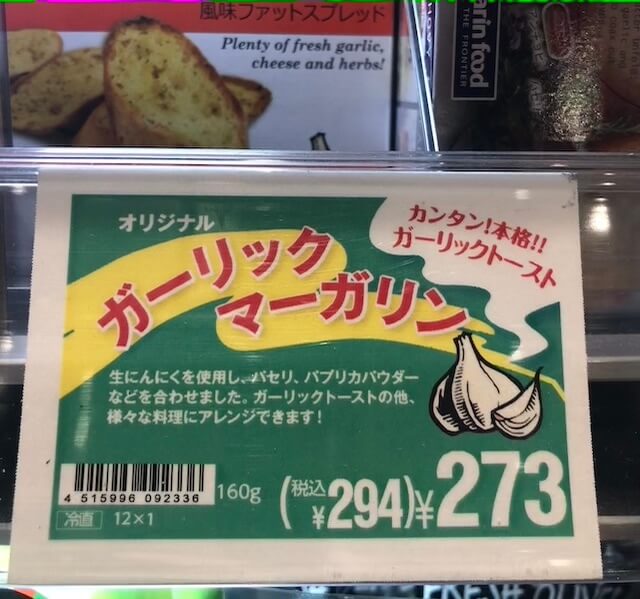 風味ファットスプレッド
Plenty of fresh garlic,
cheese and herbs!
arin food
THE FRONTIER
オリジナル
ガーリック
マーガリン
カンタン!本格!!
ガーリックトースト
生にんにくを使用し、パセリ、パプリカパウダー
などを合わせました。ガーリックトーストの他、
様々な料理にアレンジできます!
4 515996 092336
160g
(税込¥294)¥273
冷直 12×1